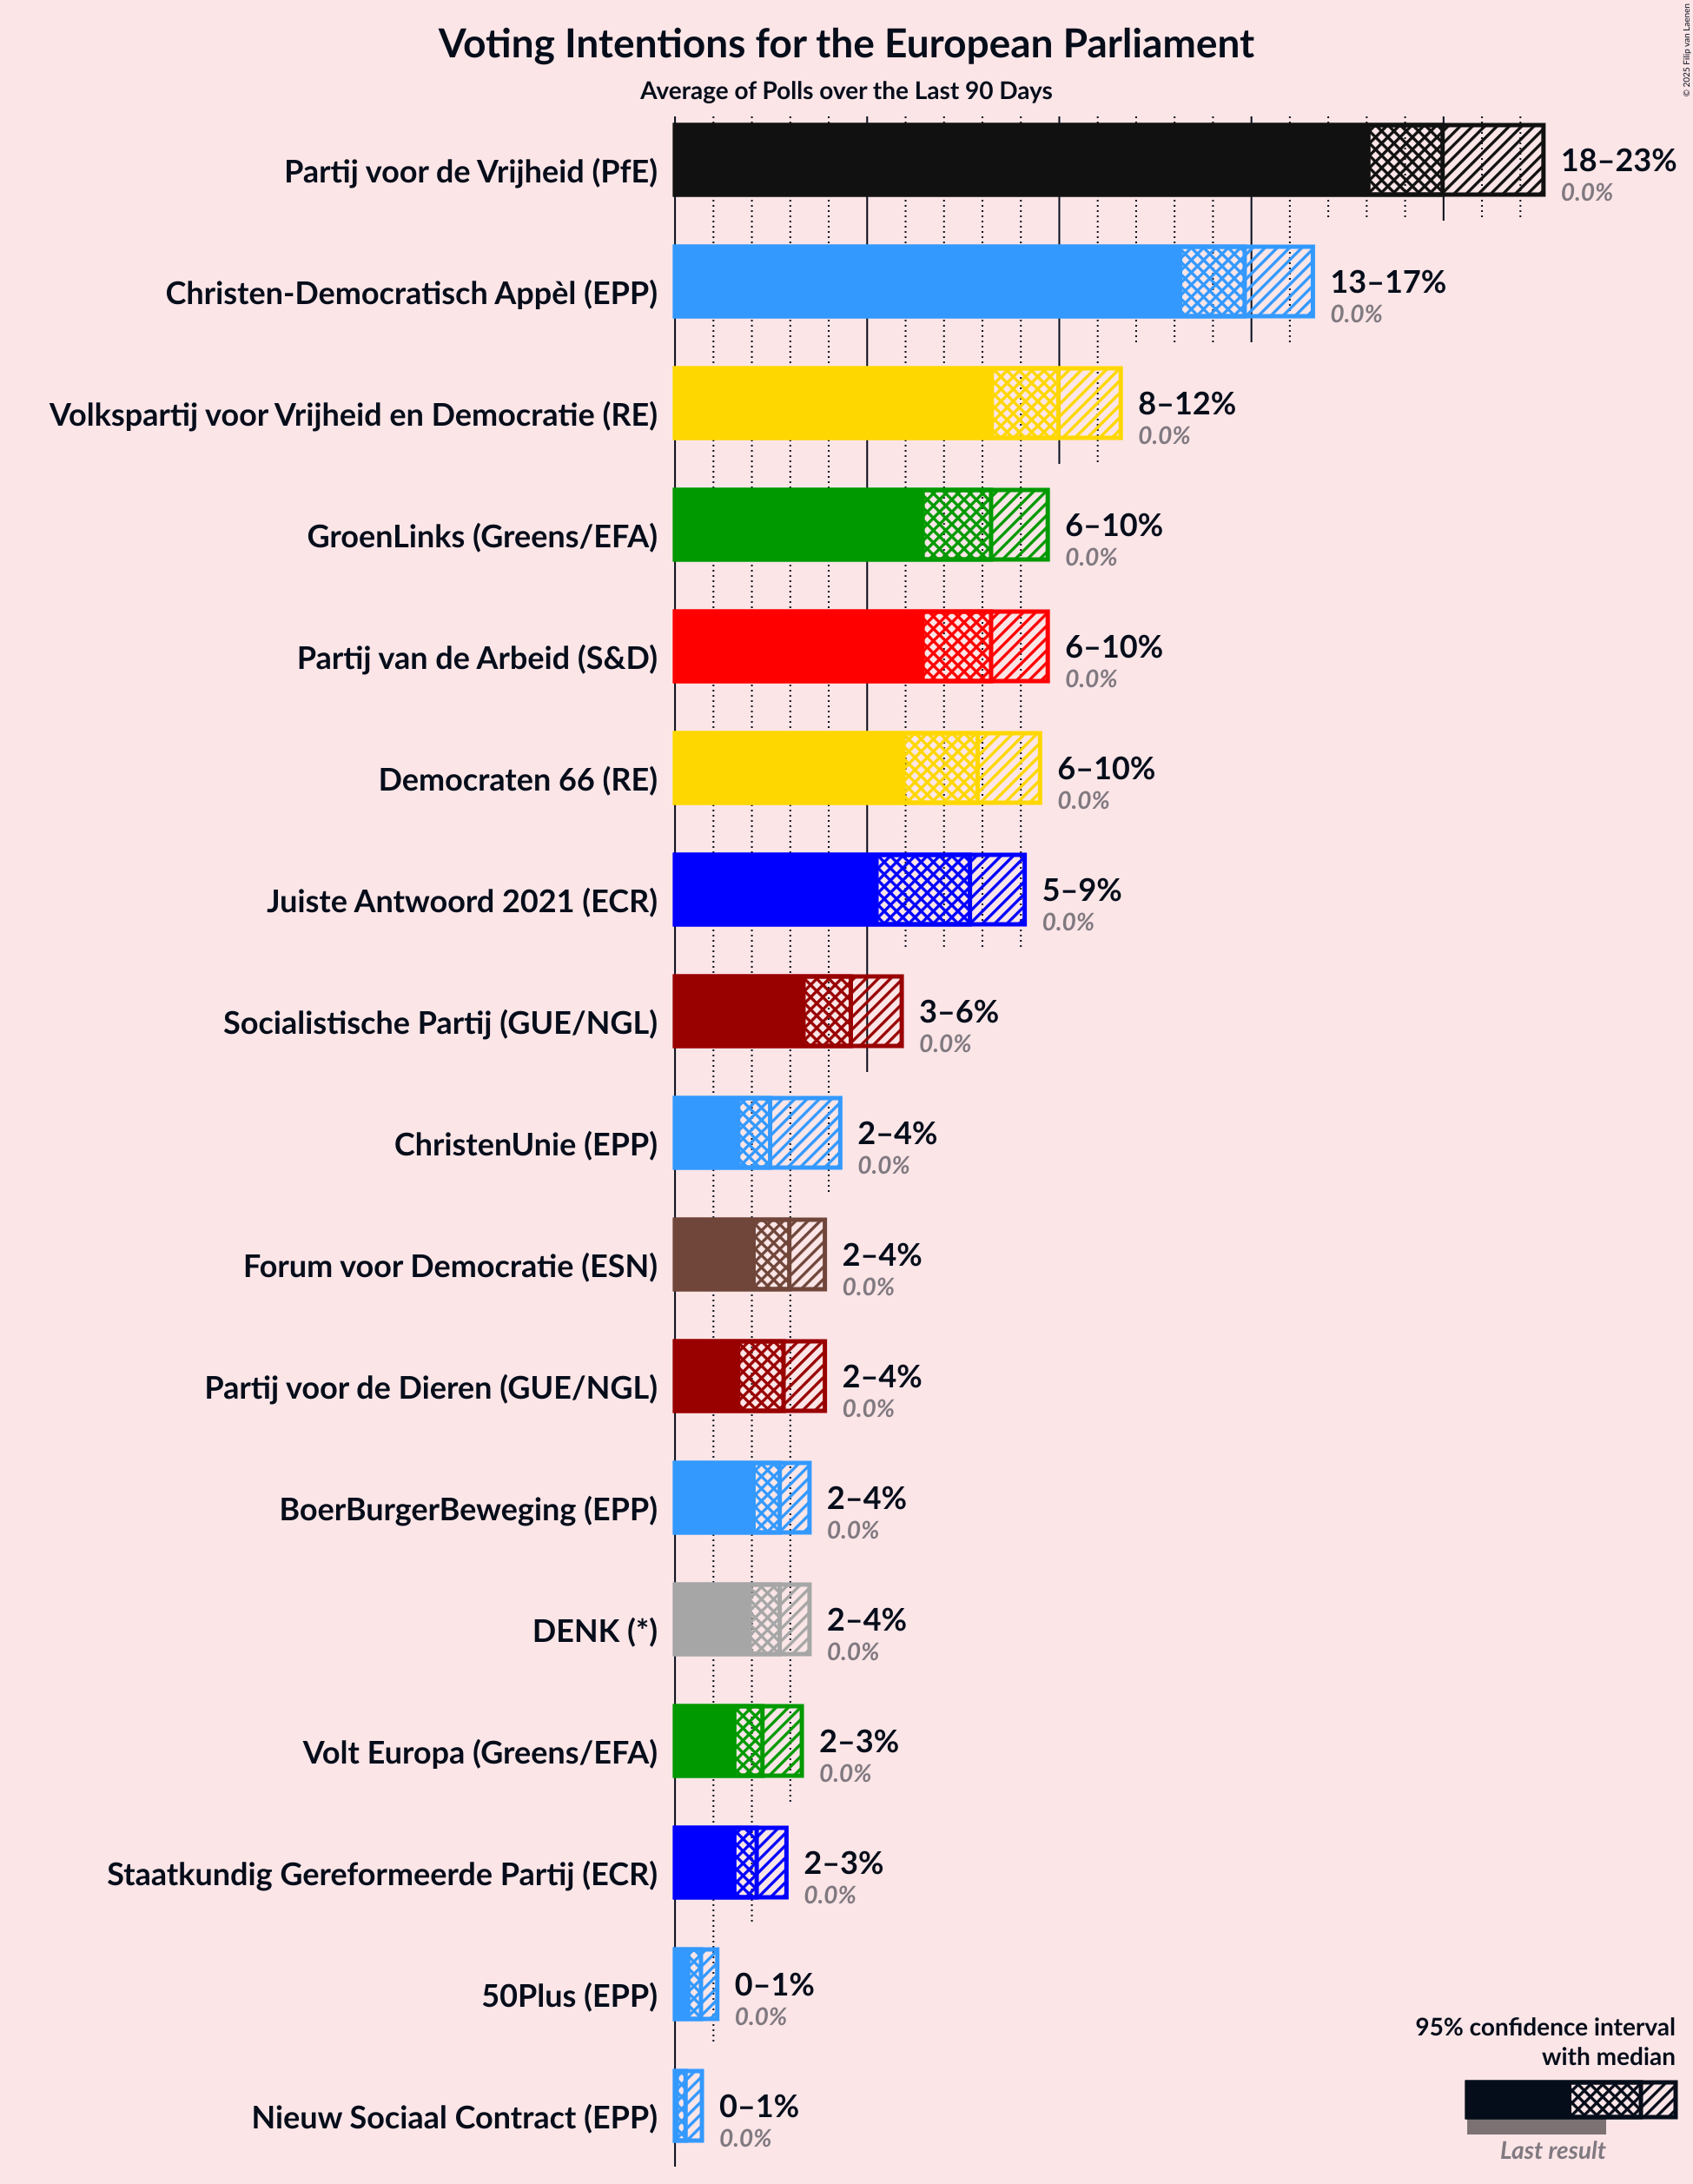 Voting Intentions for the European Parliament
Average of Polls over the Last 90 Days
© 2025 Filip van Laenen
Partij voor de Vrijheid (PfE)
18–23%
0.0%
Christen-Democratisch Appèl (EPP)
13–17%
0.0%
Volkspartij voor Vrijheid en Democratie (RE)
8–12%
0.0%
GroenLinks (Greens/EFA)
6–10%
0.0%
Partij van de Arbeid (S&D)
6–10%
0.0%
Democraten 66 (RE)
6–10%
0.0%
Juiste Antwoord 2021 (ECR)
5–9%
0.0%
Socialistische Partij (GUE/NGL)
3–6%
0.0%
ChristenUnie (EPP)
2–4%
0.0%
Forum voor Democratie (ESN)
2–4%
0.0%
Partij voor de Dieren (GUE/NGL)
2–4%
0.0%
BoerBurgerBeweging (EPP)
2–4%
0.0%
DENK (*)
2–4%
0.0%
Volt Europa (Greens/EFA)
2–3%
0.0%
Staatkundig Gereformeerde Partij (ECR)
2–3%
0.0%
50Plus (EPP)
0–1%
0.0%
Nieuw Sociaal Contract (EPP)
0–1%
0.0%
95% confidence interval
with median
Last result